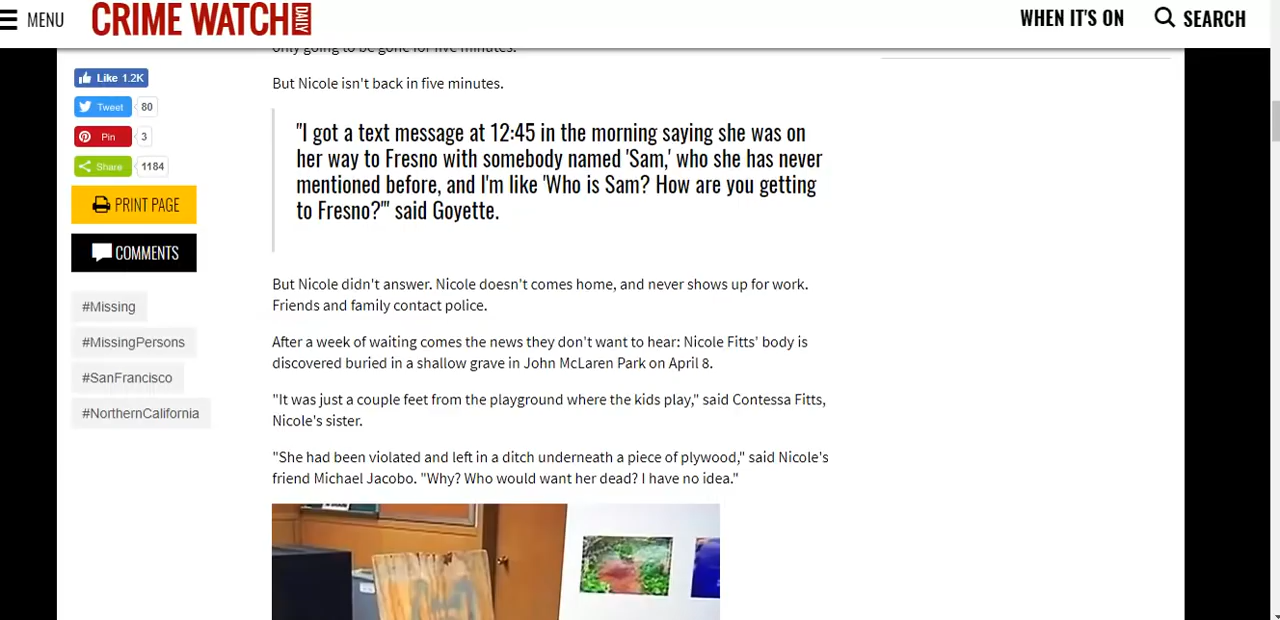 MENU
CRIME WATCH DAILY
WHEN IT'S ON
SEARCH
only going to be gone for five minutes.
Like 1.2K
But Nicole isn't back in five minutes.
Tweet 80
Pin 3
Share 1184
"I got a text message at 12:45 in the morning saying she was on
her way to Fresno with somebody named 'Sam,' who she has never
mentioned before, and I'm like 'Who is Sam? How are you getting
to Fresno?'" said Goyette.
PRINT PAGE
COMMENTS
#Missing
#MissingPersons
#SanFrancisco
#NorthernCalifornia
But Nicole didn't answer. Nicole doesn't comes home, and never shows up for work.
Friends and family contact police.
After a week of waiting comes the news they don't want to hear: Nicole Fitts' body is
discovered buried in a shallow grave in John McLaren Park on April 8.
"It was just a couple feet from the playground where the kids play," said Contessa Fitts,
Nicole's sister.
"She had been violated and left in a ditch underneath a piece of plywood," said Nicole's
friend Michael Jacobo. "Why? Who would want her dead? I have no idea."